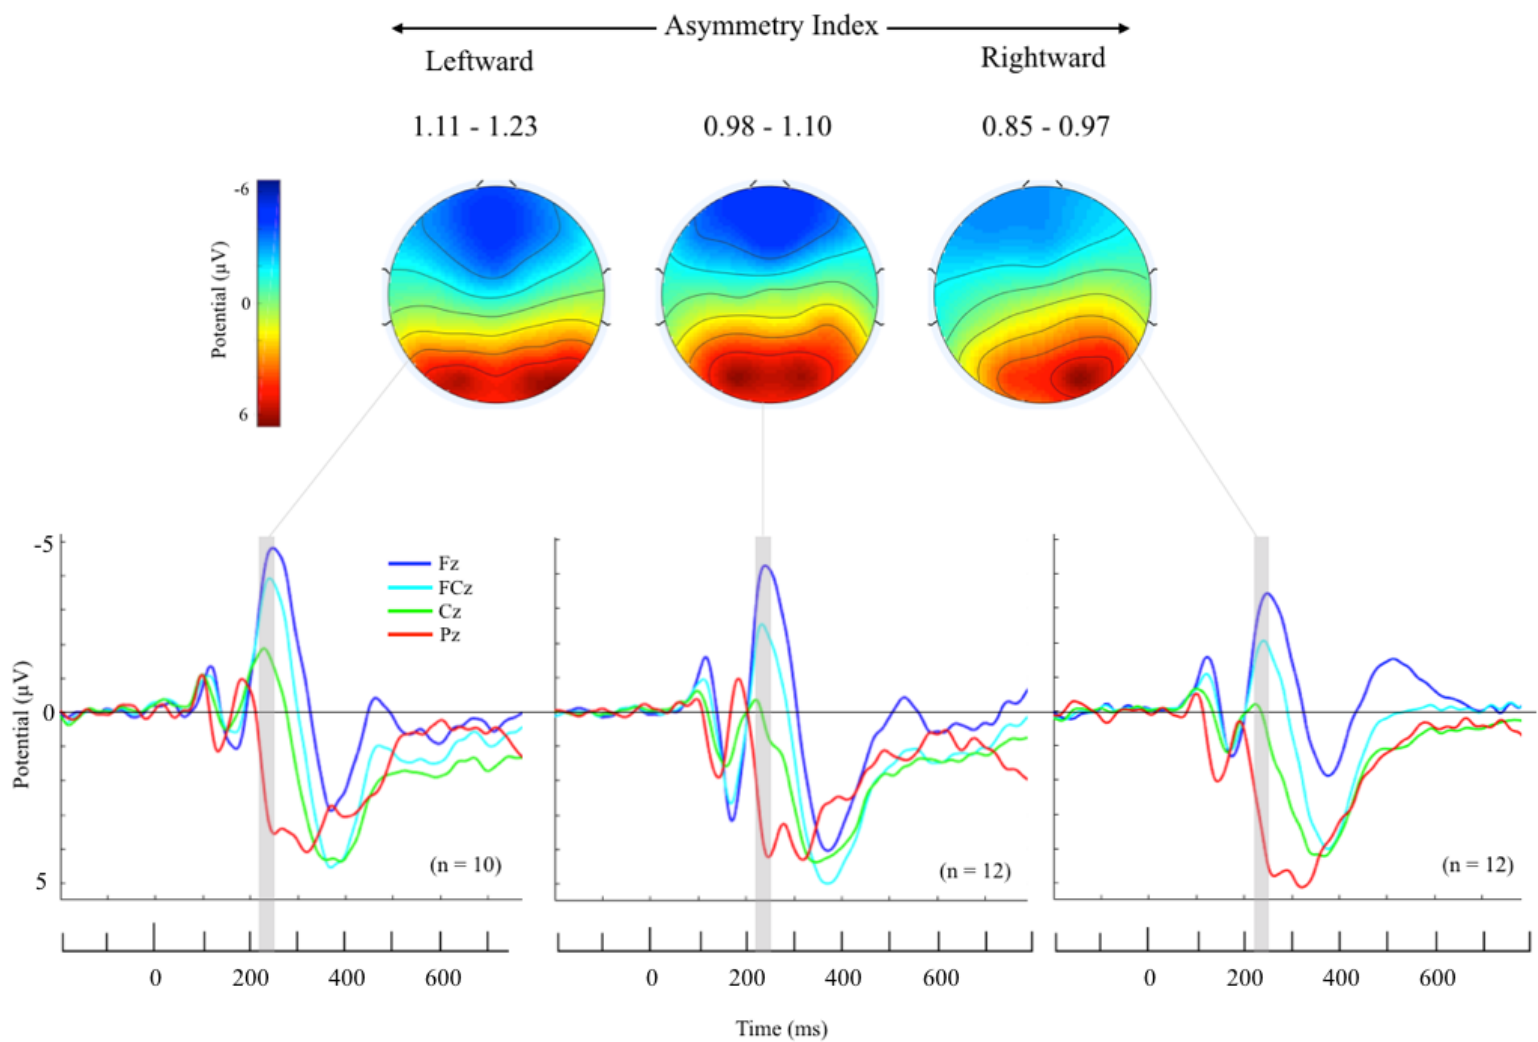 Asymmetry Index
Leftward
Rightward
1.11 - 1.23
0.98 - 1.10
0.85 - 0.97
-6
0
6
Potential (µV)
-5
0
5
Potential (µV)
Fz
FCz
Cz
Pz
(n = 10)
(n = 12)
(n = 12)
0 200 400 600
0 200 400 600
0 200 400 600
Time (ms)